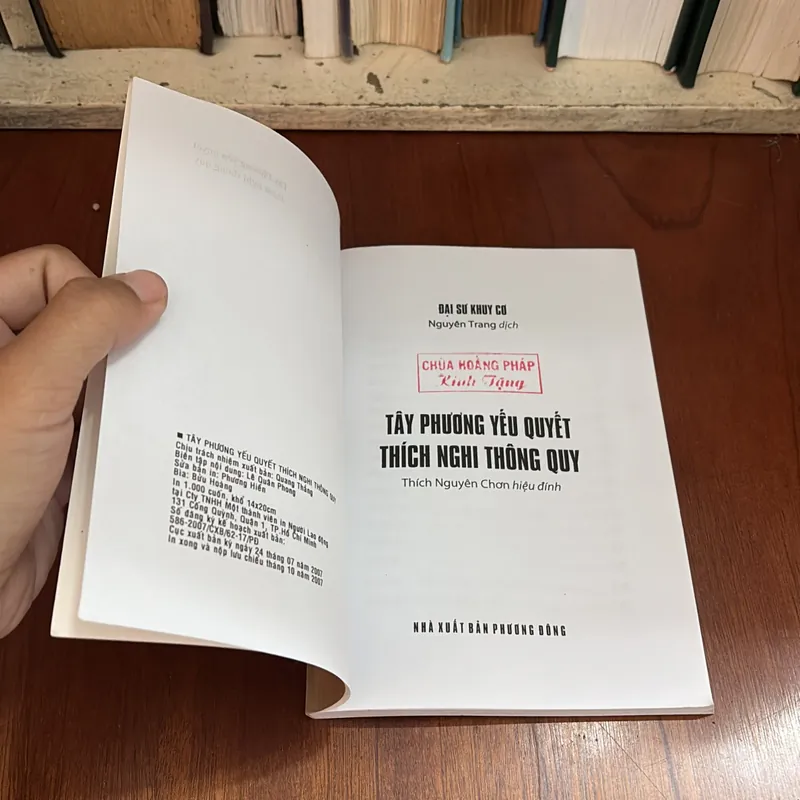 ■ TÂY PHƯƠNG YẾU QUYẾT THÍCH NGHI THÔNG QUY
Chịu trách nhiệm xuất bản: Quang Thắng
Biên tập nội dung: Lê Quân Phong
Sửa bản in: Phương Hiền
Bìa: Bửu Hoàng
In 1.000 cuốn, khổ 14x20cm
tại Cty TNHH Một thành viên in Người Lao động
131 Cống Quỳnh, Quận 1, TP.Hồ Chí Minh
Số đăng ký kế hoạch xuất bản:
586-2007/CXB/62-17/PĐ
Cục xuất bản ký ngày 24 tháng 07 năm 2007
In xong và nộp lưu chiểu tháng 10 năm 2007
ĐẠI SƯ KHUY CƠ
Nguyên Trang dịch
CHÙA HOẰNG PHÁP
Kính Tặng
TÂY PHƯƠNG YẾU QUYẾT
THÍCH NGHI THÔNG QUY
Thích Nguyên Chơn hiệu đính
NHÀ XUẤT BẢN PHƯƠNG ĐÔNG